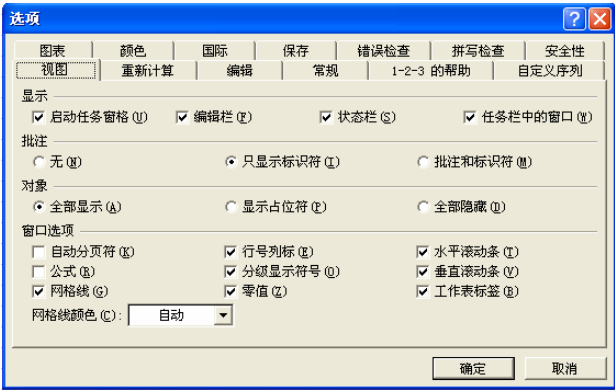 选项
图表 颜色 国际 保存 错误检查 拼写检查 安全性
视图 重新计算 编辑 常规 1-2-3 的帮助 自定义序列
显示
启动任务窗格(U) 编辑栏(F) 状态栏(S) 任务栏中的窗口(W)
批注
无(N) 只显示标识符(I) 批注和标识符(M)
对象
全部显示(A) 显示占位符(P) 全部隐藏(D)
窗口选项
自动分页符(K) 行号列标(E) 水平滚动条(T)
公式(R) 分级显示符号(O) 垂直滚动条(V)
网格线(G) 零值(Z) 工作表标签(B)
网格线颜色(C): 自动
确定 取消